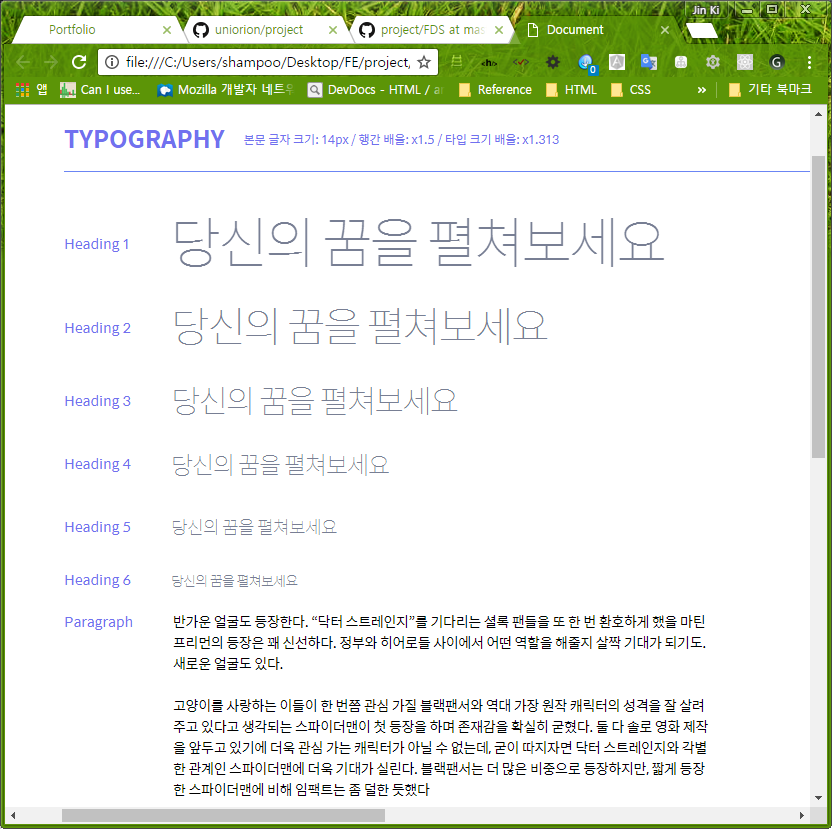 Jin Ki
Portfolio
uniorion/project
project/FDS at mas
Document
file:///C:/Users/shampoo/Desktop/FE/project,
앱
Can I use...
Mozilla 개발자 네트우
DevDocs - HTML / ar
Reference
HTML
CSS
»
기타 북마크
TYPOGRAPHY
본문 글자 크기: 14px / 행간 배율: x1.5 / 타입 크기 배율: x1.313
Heading 1
당신의 꿈을 펼쳐보세요
Heading 2
당신의 꿈을 펼쳐보세요
Heading 3
당신의 꿈을 펼쳐보세요
Heading 4
당신의 꿈을 펼쳐보세요
Heading 5
당신의 꿈을 펼쳐보세요
Heading 6
당신의 꿈을 펼쳐보세요
Paragraph
반가운 얼굴도 등장한다. “닥터 스트레인지”를 기다리는 셜록 팬들을 또 한 번 환호하게 했을 마틴
프리먼의 등장은 꽤 신선하다. 정부와 히어로들 사이에서 어떤 역할을 해줄지 살짝 기대가 되기도.
새로운 얼굴도 있다.
고양이를 사랑하는 이들이 한 번쯤 관심 가질 블랙팬서와 역대 가장 원작 캐릭터의 성격을 잘 살려
주고 있다고 생각되는 스파이더맨이 첫 등장을 하며 존재감을 확실히 굳혔다. 둘 다 솔로 영화 제작
을 앞두고 있기에 더욱 관심 가는 캐릭터가 아닐 수 없는데, 굳이 따지자면 닥터 스트레인지와 각별
한 관계인 스파이더맨에 더욱 기대가 실린다. 블랙팬서는 더 많은 비중으로 등장하지만, 짧게 등장
한 스파이더맨에 비해 임팩트는 좀 덜한 듯했다